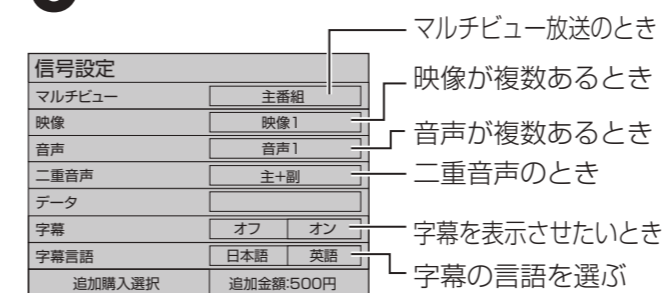 信号設定
マルチビュー 主番組
映像 映像1
音声 音声1
二重音声 主+副
データ
字幕 オフ オン
字幕言語 日本語 英語
追加購入選択 追加金額:500円
マルチビュー放送のとき
映像が複数あるとき
音声が複数あるとき
二重音声のとき
字幕を表示させたいとき
字幕の言語を選ぶ